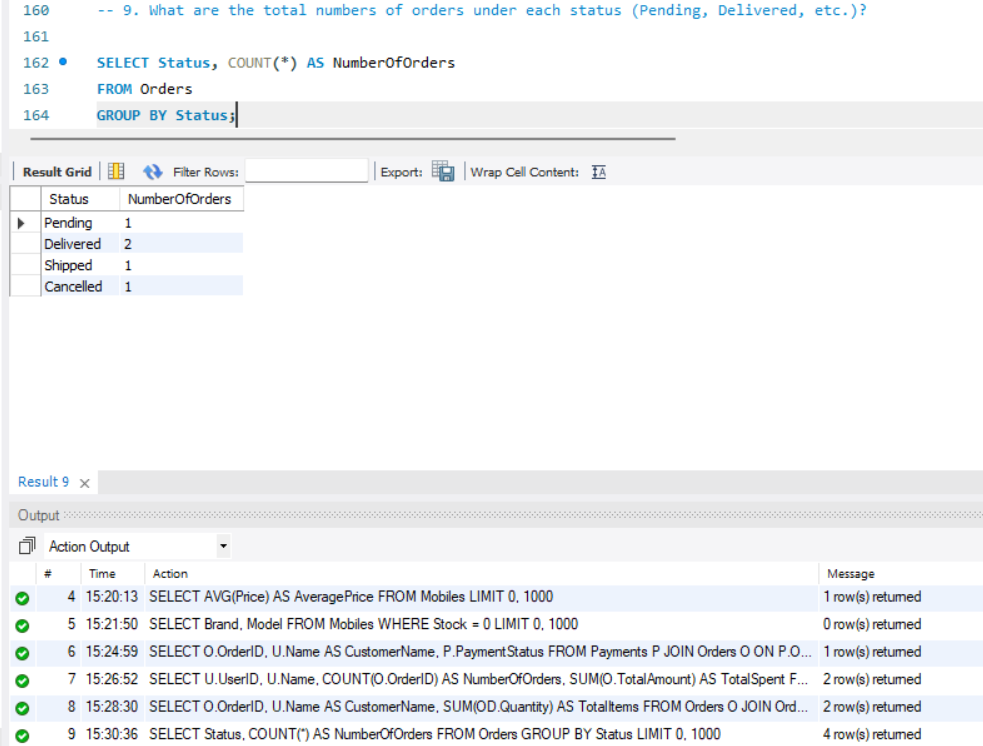 160 -- 9. What are the total numbers of orders under each status (Pending, Delivered, etc.)?
161
162 SELECT Status, COUNT(*) AS NumberOfOrders
163 FROM Orders
164 GROUP BY Status;
Result Grid Filter Rows: Export: Wrap Cell Content: IA
Status NumberOfOrders
Pending 1
Delivered 2
Shipped 1
Cancelled 1
Result 9 ×
Output
Action Output
# Time Action Message
4 15:20:13 SELECT AVG(Price) AS AveragePrice FROM Mobiles LIMIT 0, 1000 1 row(s) returned
5 15:21:50 SELECT Brand, Model FROM Mobiles WHERE Stock = 0 LIMIT 0, 1000 0 row(s) returned
6 15:24:59 SELECT O.OrderID, U.Name AS CustomerName, P.PaymentStatus FROM Payments P JOIN Orders O ON P.O... 1 row(s) returned
7 15:26:52 SELECT U.UserID, U.Name, COUNT(O.OrderID) AS NumberOfOrders, SUM(O.TotalAmount) AS TotalSpent F... 2 row(s) returned
8 15:28:30 SELECT O.OrderID, U.Name AS CustomerName, SUM(OD.Quantity) AS TotalItems FROM Orders O JOIN Ord... 2 row(s) returned
9 15:30:36 SELECT Status, COUNT(*) AS NumberOfOrders FROM Orders GROUP BY Status LIMIT 0, 1000 4 row(s) returned